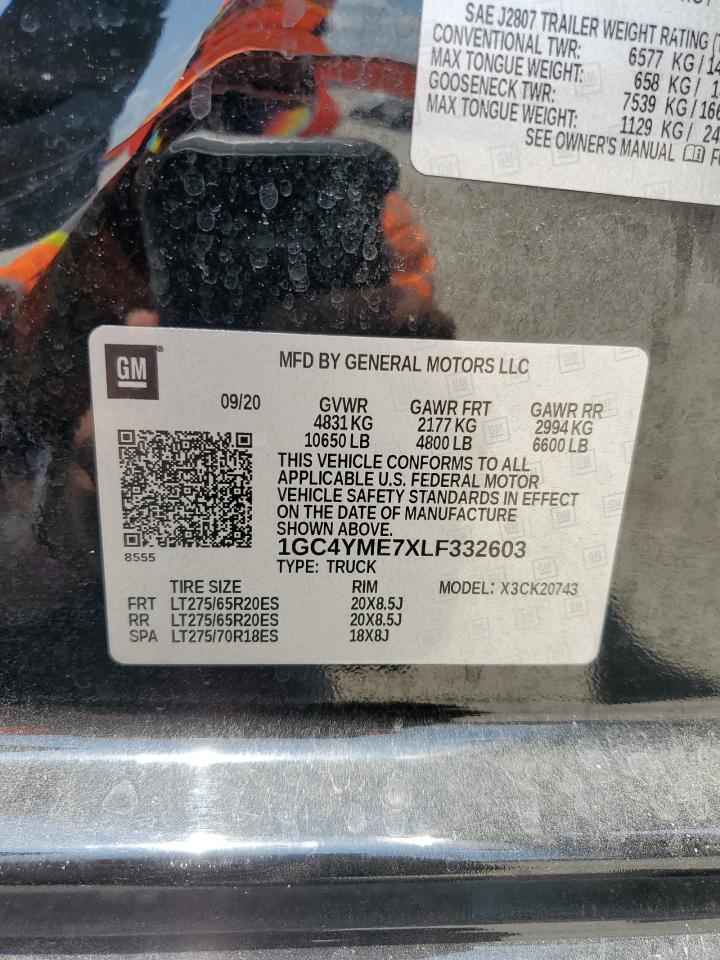 SAE J2807 TRAILER WEIGHT RATING
CONVENTIONAL TWR: 6577 KG/
MAX TONGUE WEIGHT: 658 KG/
GOOSENECK TWR: 7539 KG/
MAX TONGUE WEIGHT: 1129 KG/
SEE OWNER'S MANUAL
GM®
MFD BY GENERAL MOTORS LLC
09/20 GVWR GAWR FRT GAWR RR
4831 KG 2177 KG 2994 KG
10650 LB 4800 LB 6600 LB
THIS VEHICLE CONFORMS TO ALL
APPLICABLE U.S. FEDERAL MOTOR
VEHICLE SAFETY STANDARDS IN EFFECT
ON THE DATE OF MANUFACTURE
SHOWN ABOVE.
8555
1GC4YME7XLF332603
TYPE: TRUCK
TIRE SIZE RIM MODEL: X3CK20743
FRT LT275/65R20ES 20X8.5J
RR LT275/65R20ES 20X8.5J
SPA LT275/70R18ES 18X8J